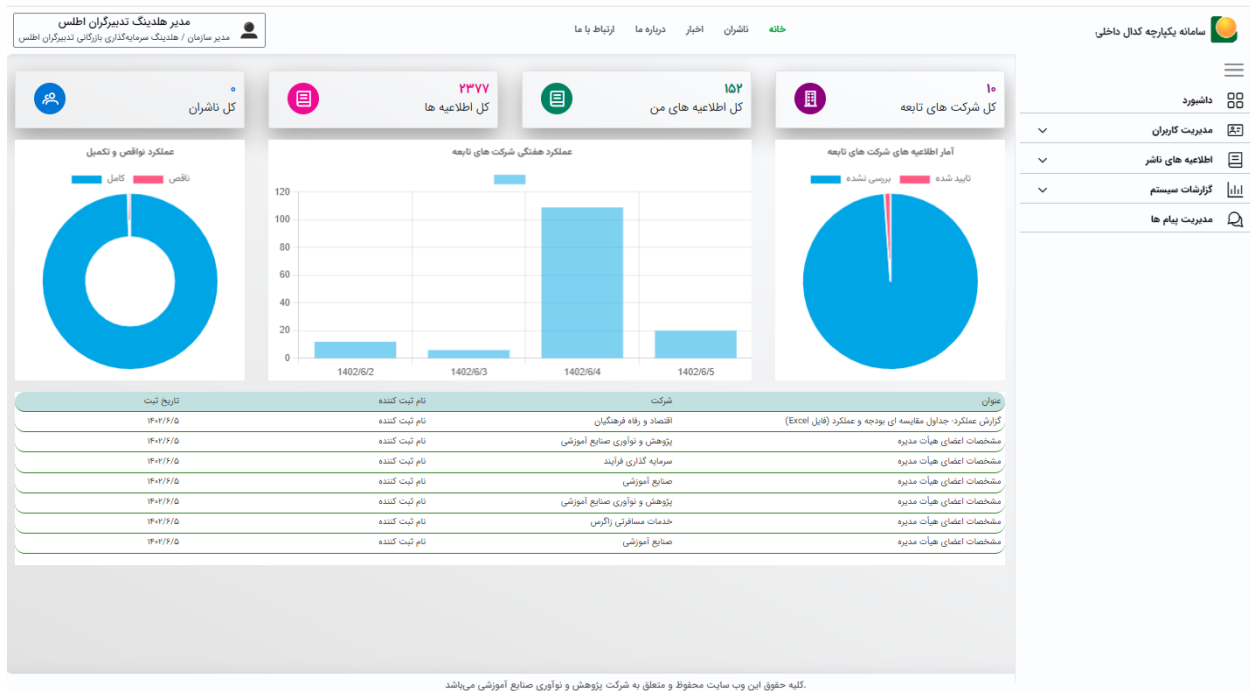 سامانه یکپارچه کدال داخلی
خانه ناشران اخبار درباره ما ارتباط با ما
مدیر هلدینگ تدبیرگران اطلس
مدیر سازمان / هلدینگ سرمایه‌گذاری بازرگانی تدبیرگران اطلس
داشبورد
مدیریت کاربران
اطلاعیه های ناشر
گزارشات سیستم
مدیریت پیام ها
۱۰
کل شرکت های تابعه
۱۵۲
کل اطلاعیه های من
۲۳۷۷
کل اطلاعیه ها
۰
کل ناشران
آمار اطلاعیه های شرکت های تابعه
تایید شده بررسی نشده
عملکرد هفتگی شرکت های تابعه
120
100
80
60
40
20
0
1402/6/2 1402/6/3 1402/6/4 1402/6/5
عملکرد نواقص و تکمیل
ناقص کامل
عنوان شرکت نام ثبت کننده تاریخ ثبت
گزارش عملکرد- جداول مقایسه ای بودجه و عملکرد (فایل Excel) اقتصاد و رفاه فرهنگیان نام ثبت کننده ۱۴۰۲/۶/۵
مشخصات اعضای هیأت مدیره پژوهش و نوآوری صنایع آموزشی نام ثبت کننده ۱۴۰۲/۶/۵
مشخصات اعضای هیأت مدیره سرمایه گذاری فرآیند نام ثبت کننده ۱۴۰۲/۶/۵
مشخصات اعضای هیأت مدیره صنایع آموزشی نام ثبت کننده ۱۴۰۲/۶/۵
مشخصات اعضای هیأت مدیره پژوهش و نوآوری صنایع آموزشی نام ثبت کننده ۱۴۰۲/۶/۵
مشخصات اعضای هیأت مدیره خدمات مسافرتی زاگرس نام ثبت کننده ۱۴۰۲/۶/۵
مشخصات اعضای هیأت مدیره صنایع آموزشی نام ثبت کننده ۱۴۰۲/۶/۵
کلیه حقوق این وب سایت محفوظ و متعلق به شرکت پژوهش و نوآوری صنایع آموزشی می‌باشد.